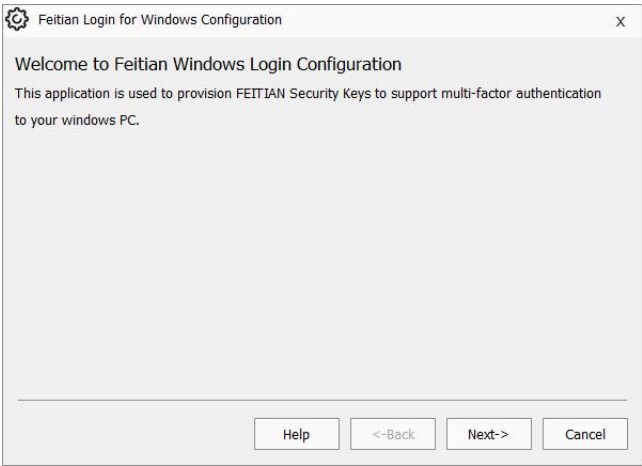 Feitian Login for Windows Configuration
X
Welcome to Feitian Windows Login Configuration
This application is used to provision FEITIAN Security Keys to support multi-factor authentication
to your windows PC.
Help <-Back Next-> Cancel